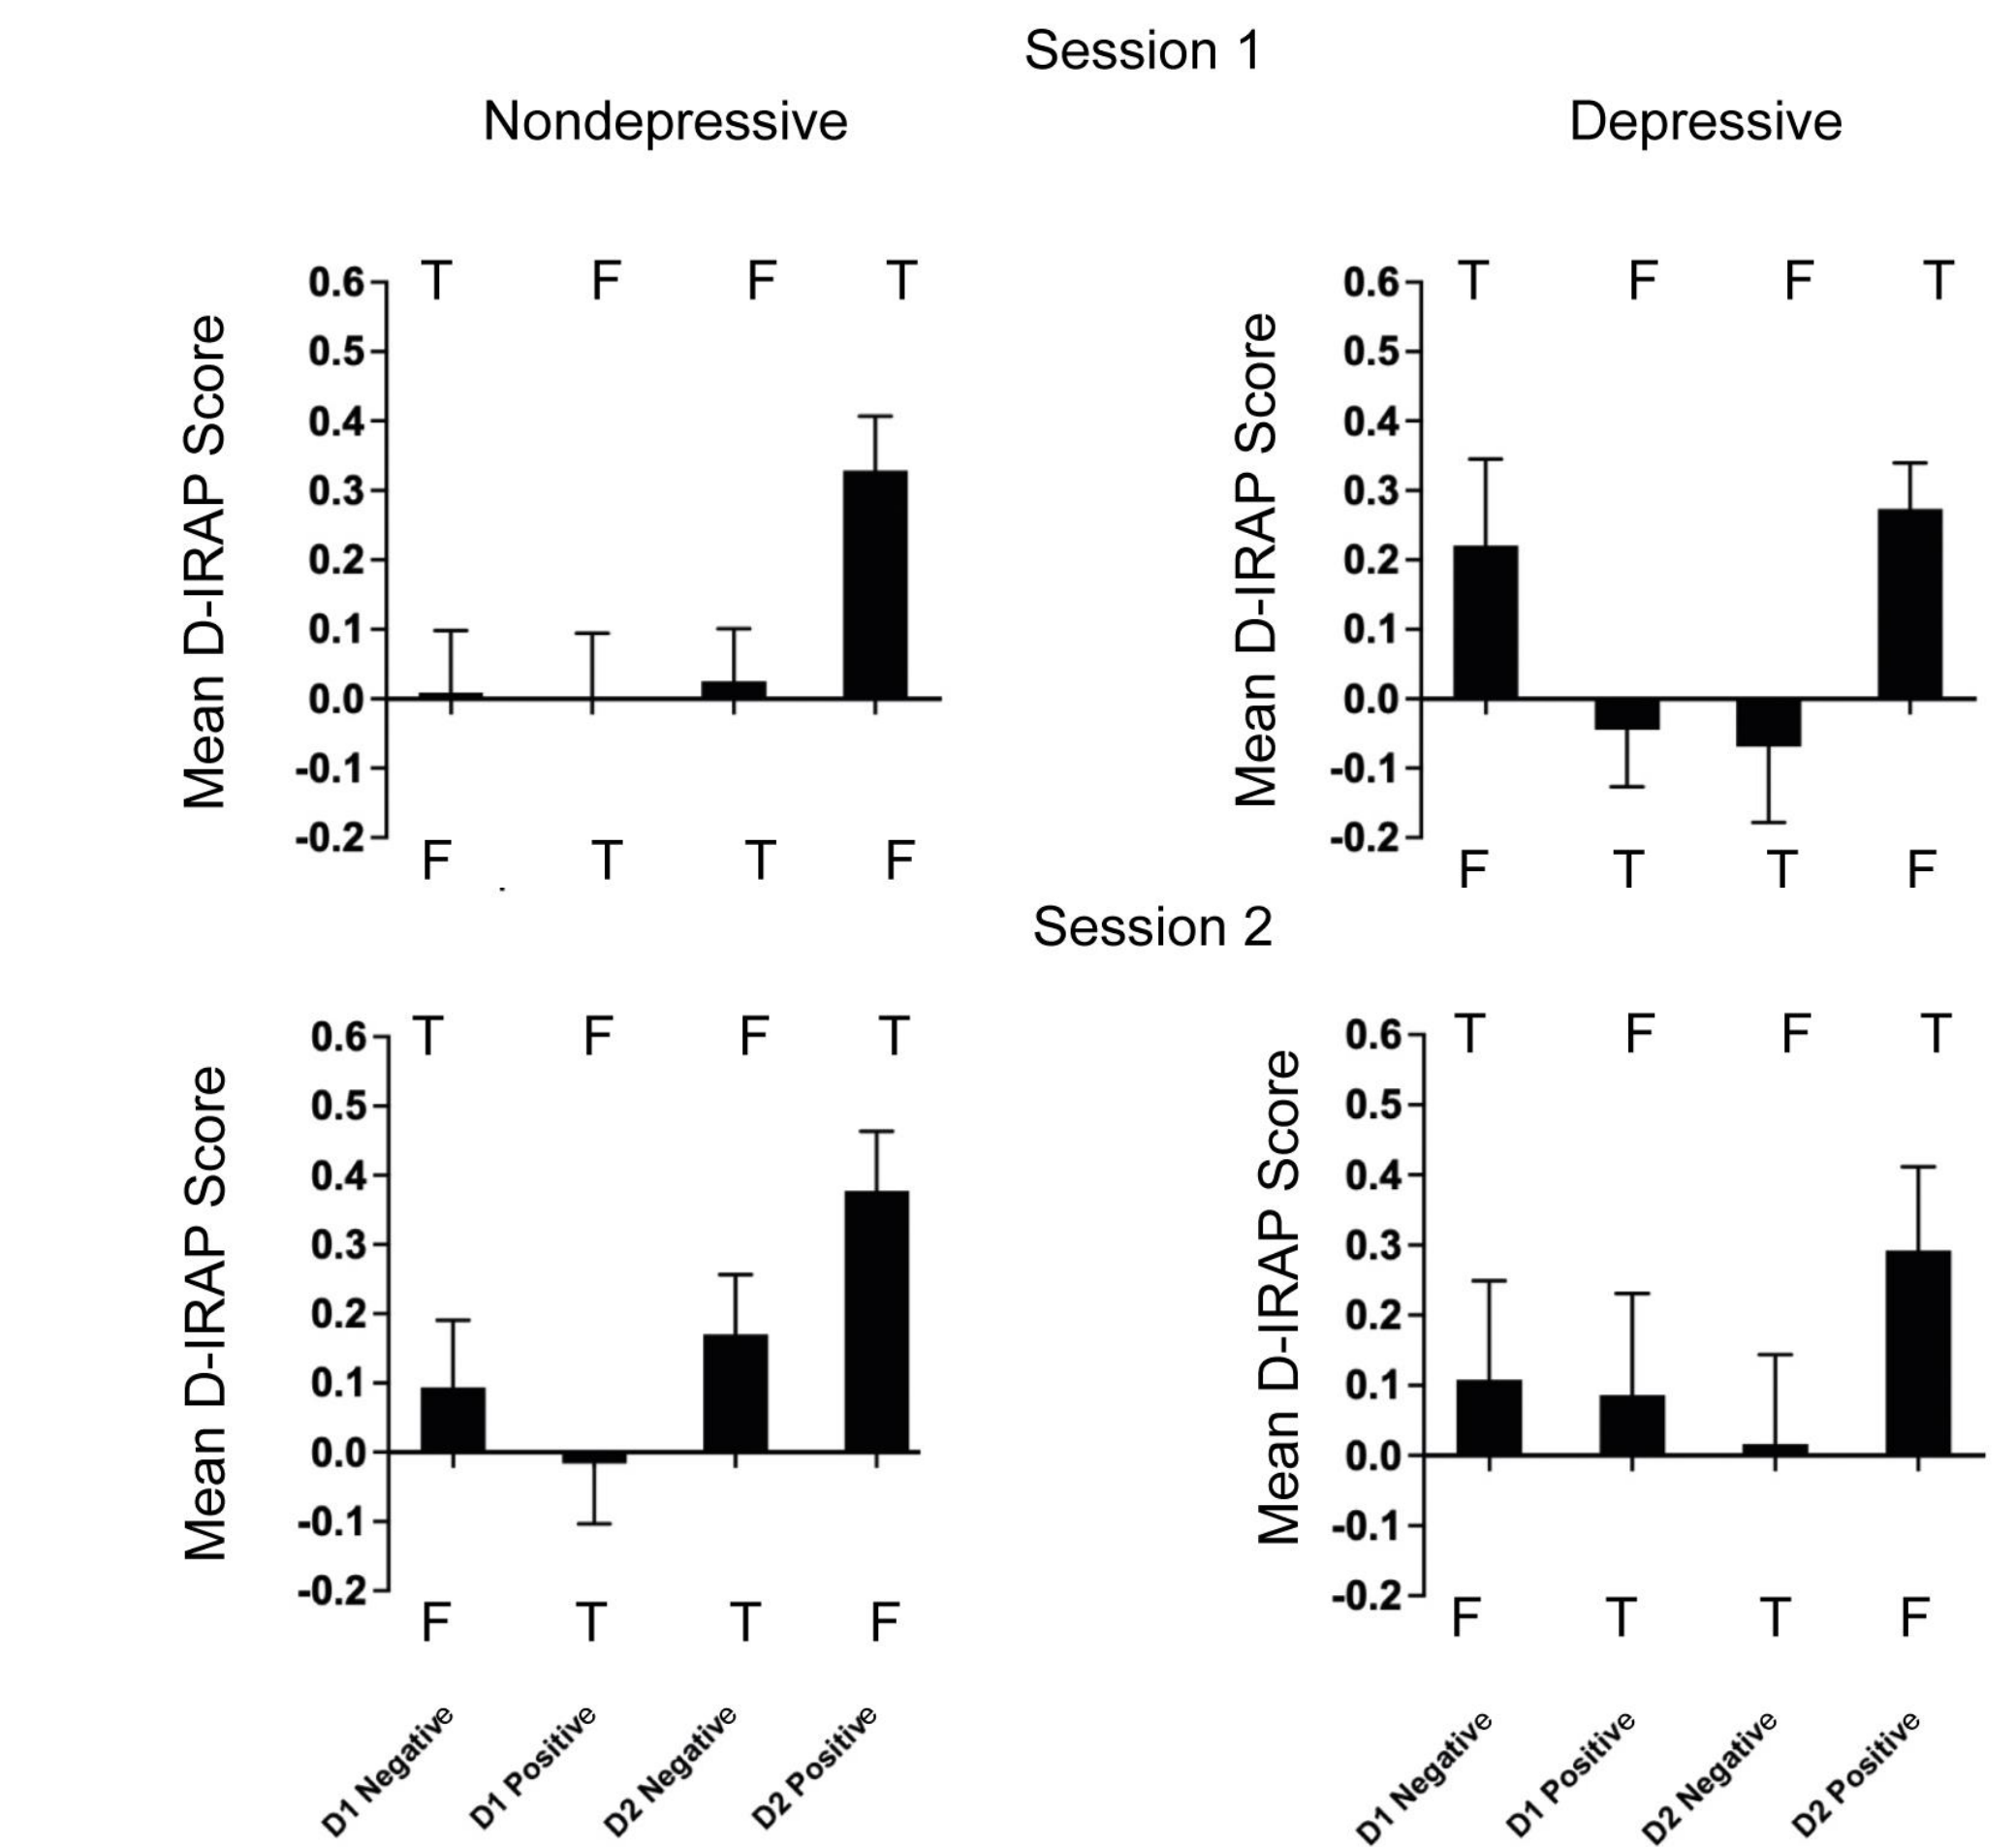 Session 1
Nondepressive
Depressive
T F F T
Mean D-IRAP Score
0.6
0.5
0.4
0.3
0.2
0.1
0.0
-0.1
-0.2
F T T F
T F F T
Mean D-IRAP Score
0.6
0.5
0.4
0.3
0.2
0.1
0.0
-0.1
-0.2
F T T F
Session 2
T F F T
Mean D-IRAP Score
0.6
0.5
0.4
0.3
0.2
0.1
0.0
-0.1
-0.2
F T T F
D1 Negative
D1 Positive
D2 Negative
D2 Positive
T F F T
Mean D-IRAP Score
0.6
0.5
0.4
0.3
0.2
0.1
0.0
-0.1
-0.2
F T T F
D1 Negative
D1 Positive
D2 Negative
D2 Positive